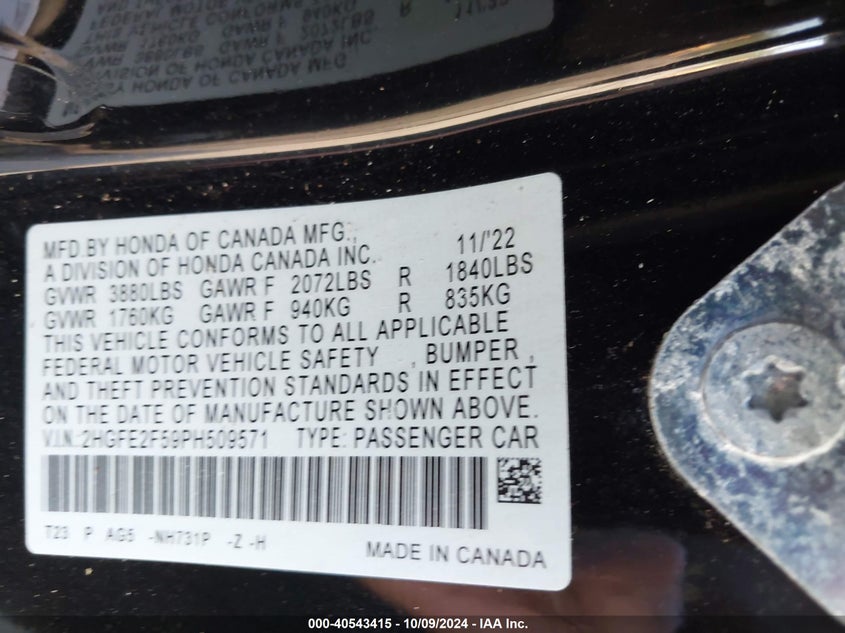 MFD.BY HONDA OF CANADA MFG., 11/'22
A DIVISION OF HONDA CANADA INC.
GVWR 3880LBS GAWR F 2072LBS R 1840LBS
GVWR 1760KG GAWR F 940KG R 835KG
THIS VEHICLE CONFORMS TO ALL APPLICABLE
FEDERAL MOTOR VEHICLE SAFETY , BUMPER ,
AND THEFT PREVENTION STANDARDS IN EFFECT
ON THE DATE OF MANUFACTURE SHOWN ABOVE.
V.I.N.:2HGFE2F59PH509571 TYPE: PASSENGER CAR
T23 P AG5 -NH731P -Z -H
MADE IN CANADA
000-40543415 - 10/09/2024 - IAA Inc.